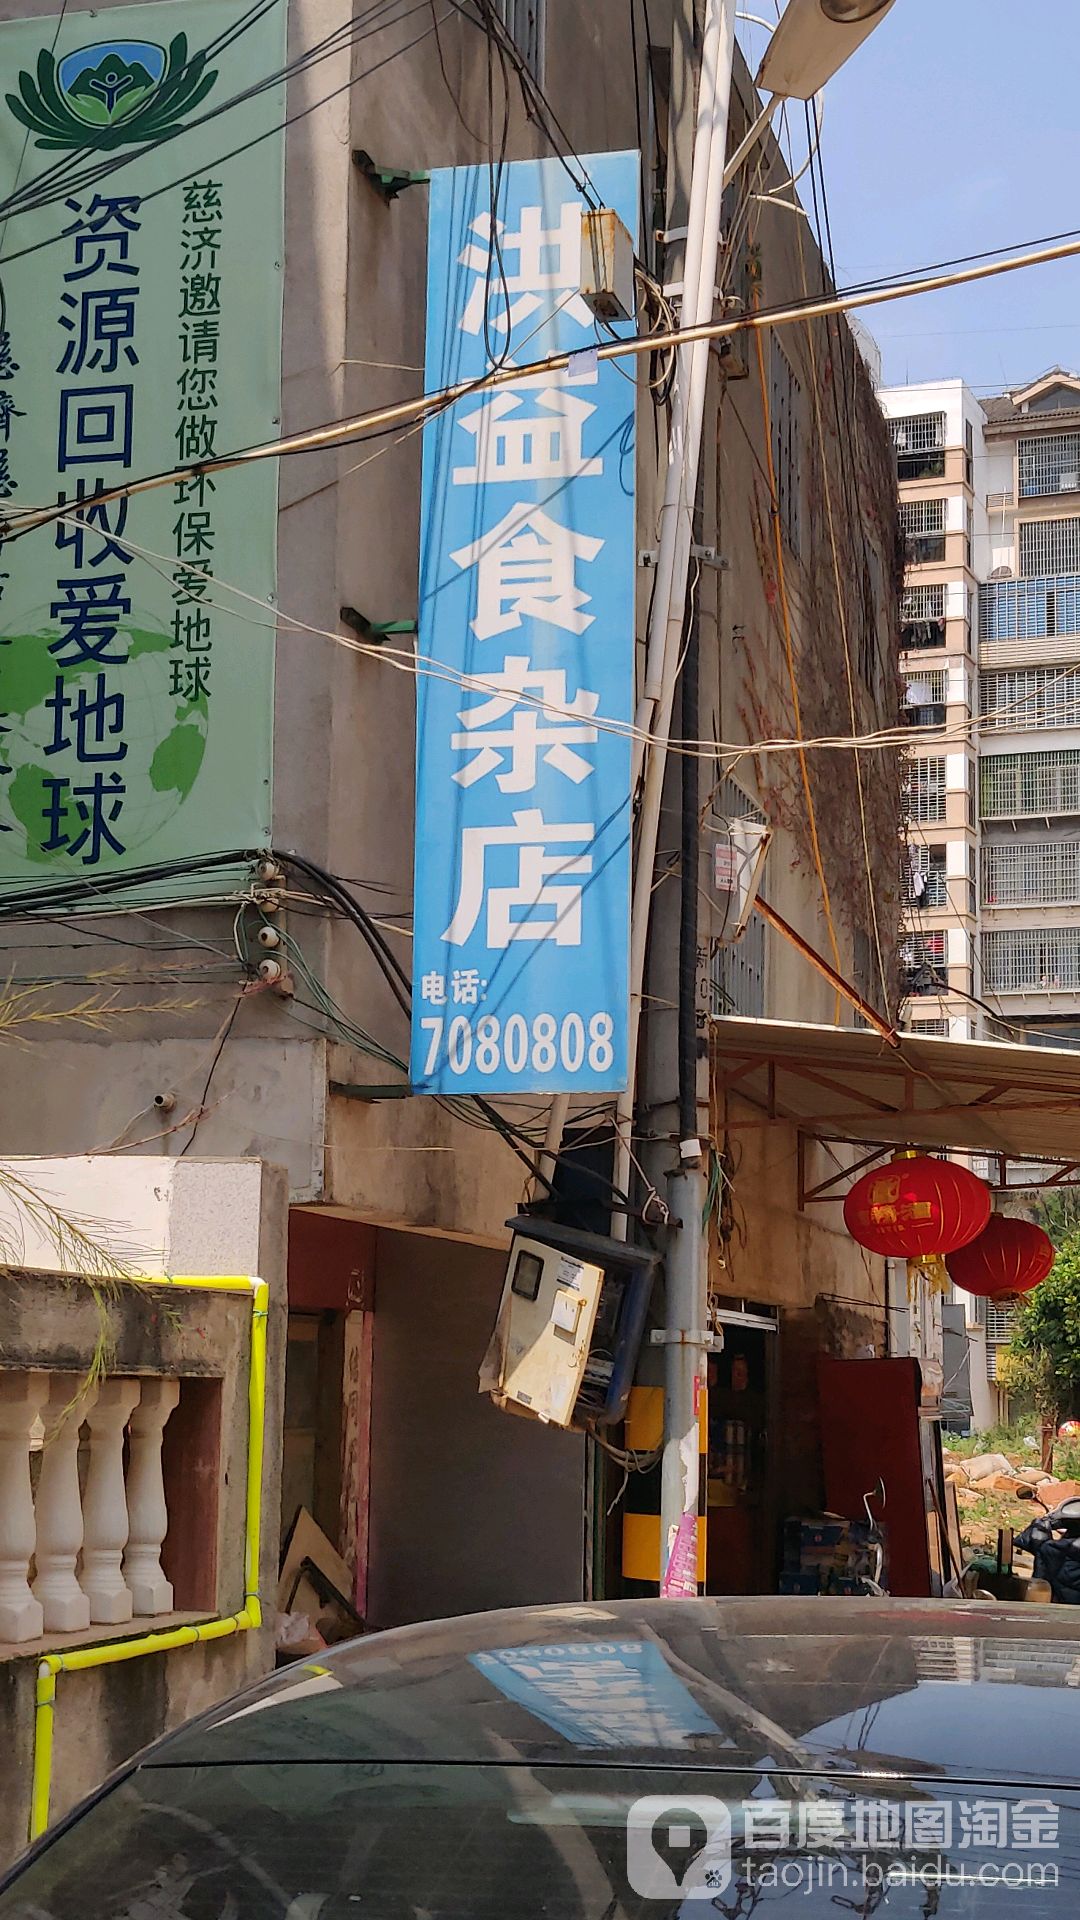 慈济邀请您做环保爱地球
资源回收爱地球
洪益食杂店
电话:
7080808
百度地图淘金
taojin.baidu.com